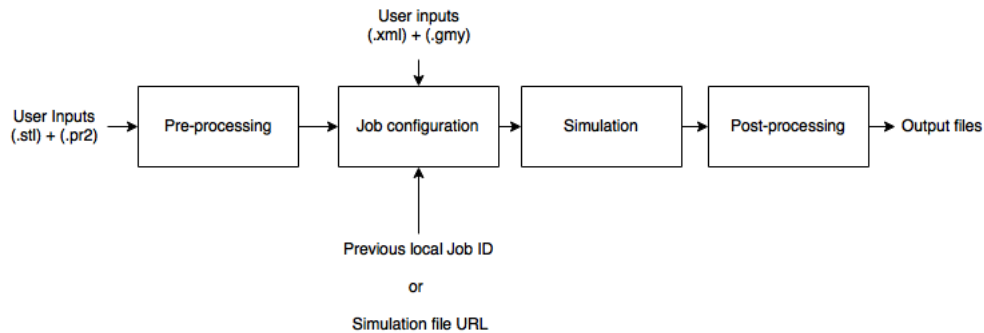 User inputs
(.xml) + (.gmy)
User Inputs
(.stl) + (.pr2)
Pre-processing
Job configuration
Simulation
Post-processing
Output files
Previous local Job ID
or
Simulation file URL